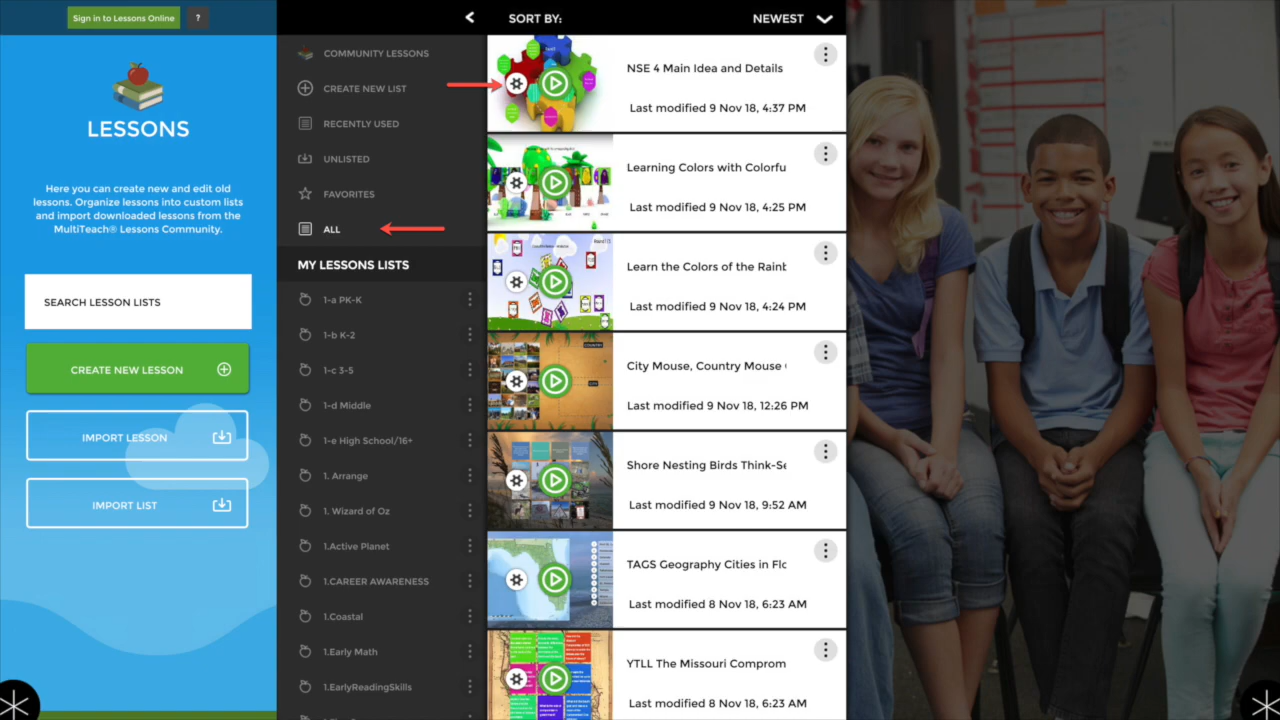 Sign in to Lessons Online
?
LESSONS
Here you can create new and edit old
lessons. Organize lessons into custom lists
and import downloaded lessons from the
MultiTeach® Lessons Community.
SEARCH LESSON LISTS
CREATE NEW LESSON
IMPORT LESSON
IMPORT LIST
COMMUNITY LESSONS
CREATE NEW LIST
RECENTLY USED
UNLISTED
FAVORITES
ALL
MY LESSONS LISTS
1-a PK-K
1-b K-2
1-c 3-5
1-d Middle
1-e High School/16+
1. Arrange
1. Wizard of Oz
1.Active Planet
1.CAREER AWARENESS
1.Coastal
1.Early Math
1.EarlyReadingSkills
SORT BY:
NEWEST
NSE 4 Main Idea and Details
Last modified 9 Nov 18, 4:37 PM
Learning Colors with Colorfu
Last modified 9 Nov 18, 4:25 PM
Learn the Colors of the Rainb
Last modified 9 Nov 18, 4:24 PM
COUNTRY
City Mouse, Country Mouse
Last modified 9 Nov 18, 12:26 PM
Shore Nesting Birds Think-Se
Last modified 9 Nov 18, 9:52 AM
TAGS Geography Cities in Flo
Last modified 8 Nov 18, 6:23 AM
YTLL The Missouri Comprom
Last modified 8 Nov 18, 6:23 AM